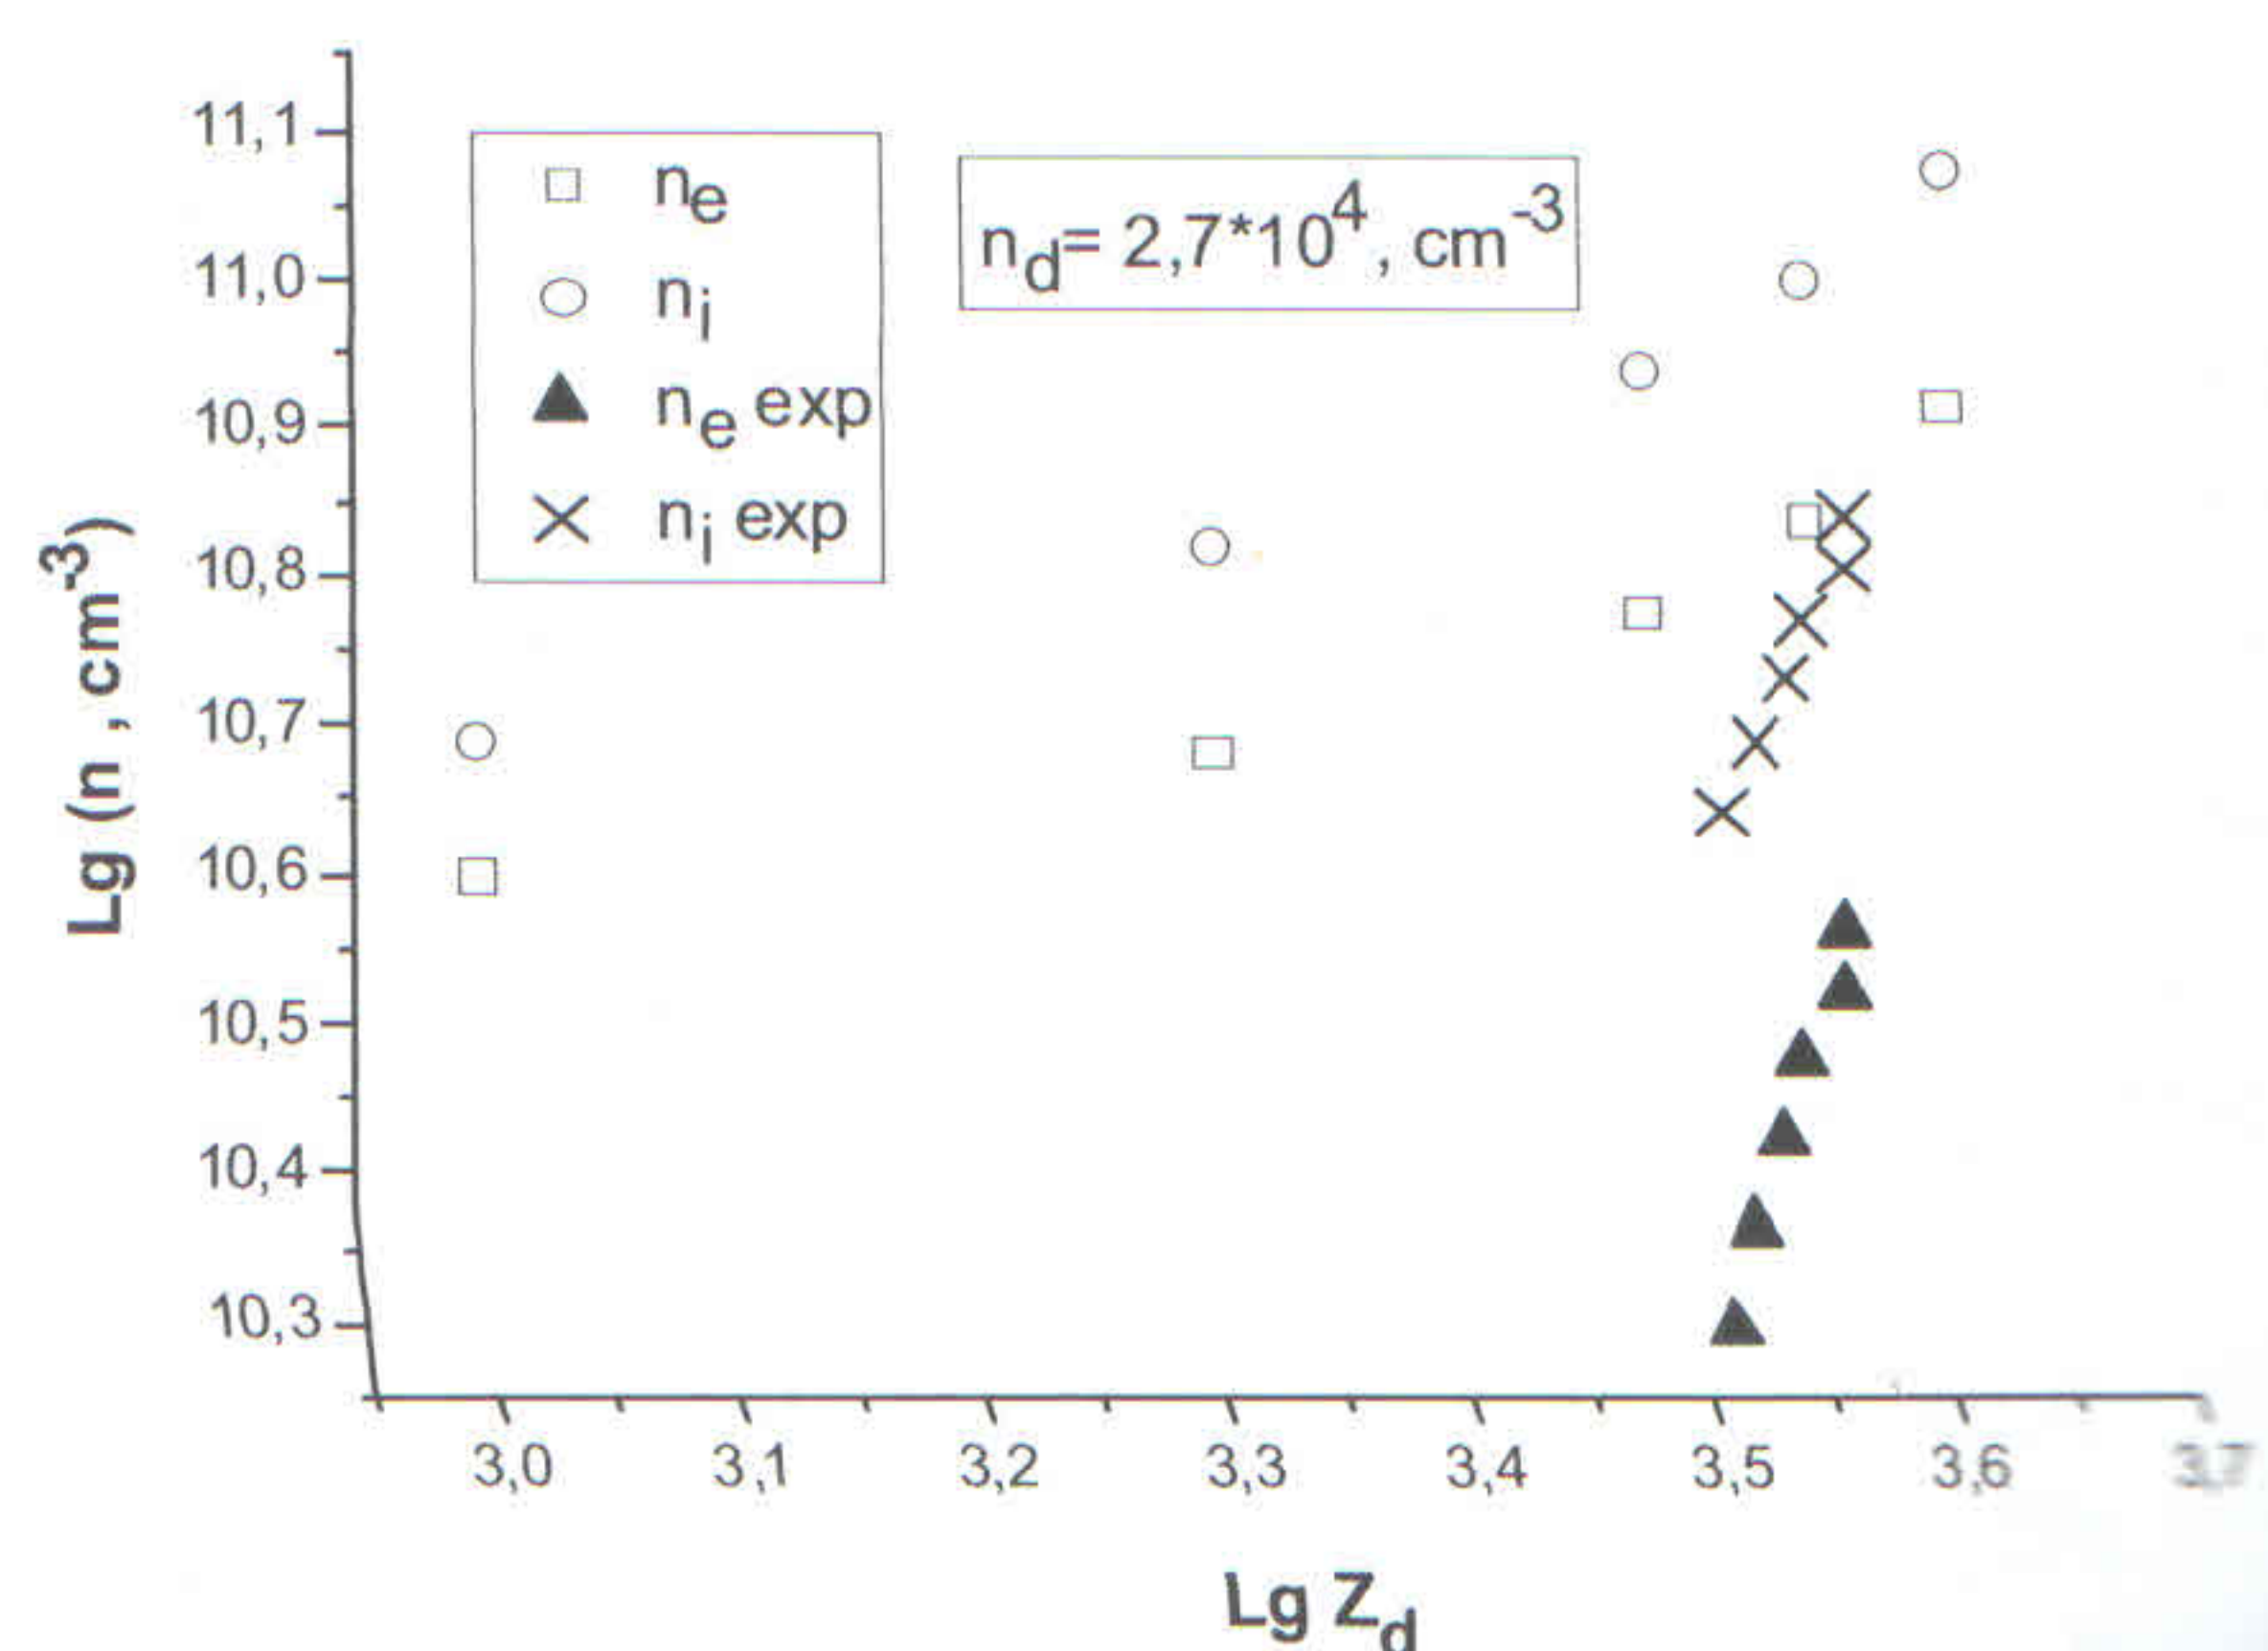 11,1
11,0
10,9
10,8
10,7
10,6
10,5
10,4
10,3
Lg (n , cm-3)
ne
ni
ne exp
ni exp
nd= 2,7*10^4, cm-3
3,0
3,1
3,2
3,3
3,4
3,5
3,6
3,7
Lg Zd